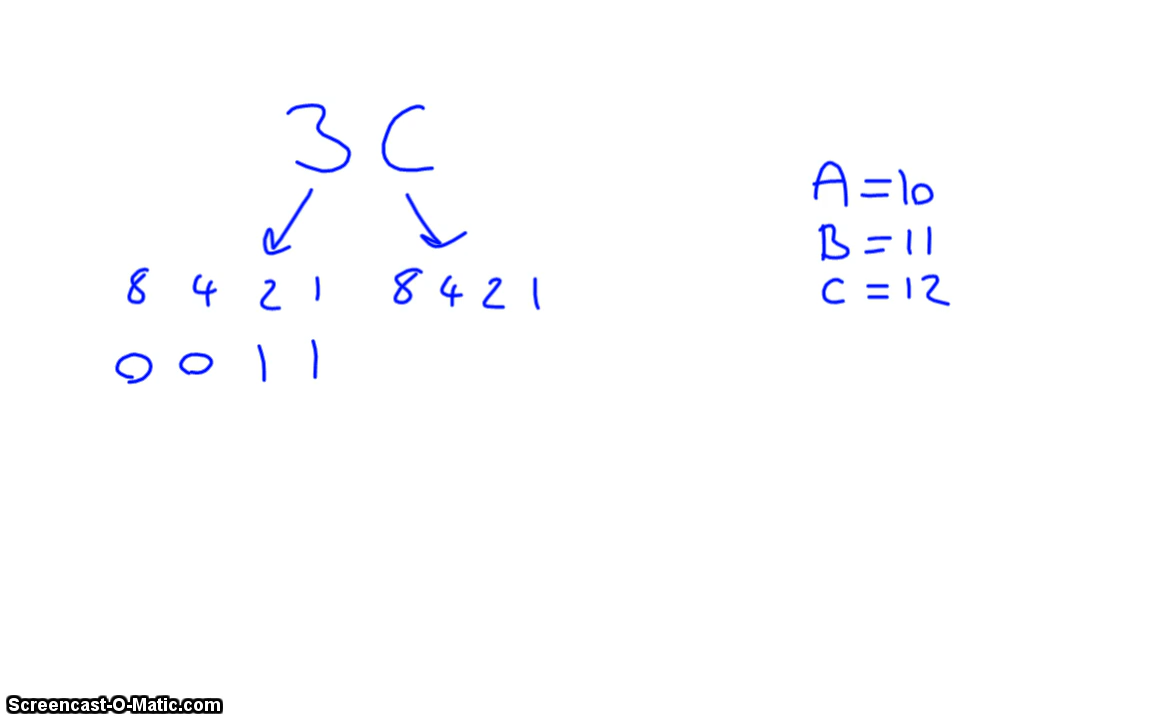 3C
A = 10
B = 11
C = 12
8 4 2 1 8 4 2 1
0 0 1 1
Screencast-O-Matic.com